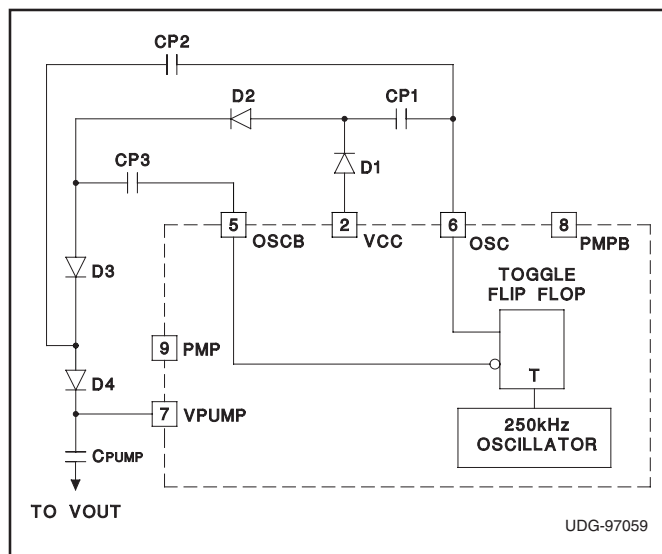 CP2
D2
CP1
D1
CP3
5
2
6
8
OSCB
VCC
OSC
PMPB
TOGGLE
FLIP FLOP
D3
9
PMP
T
D4
7
VPUMP
250kHz
OSCILLATOR
CPUMP
TO VOUT
UDG-97059